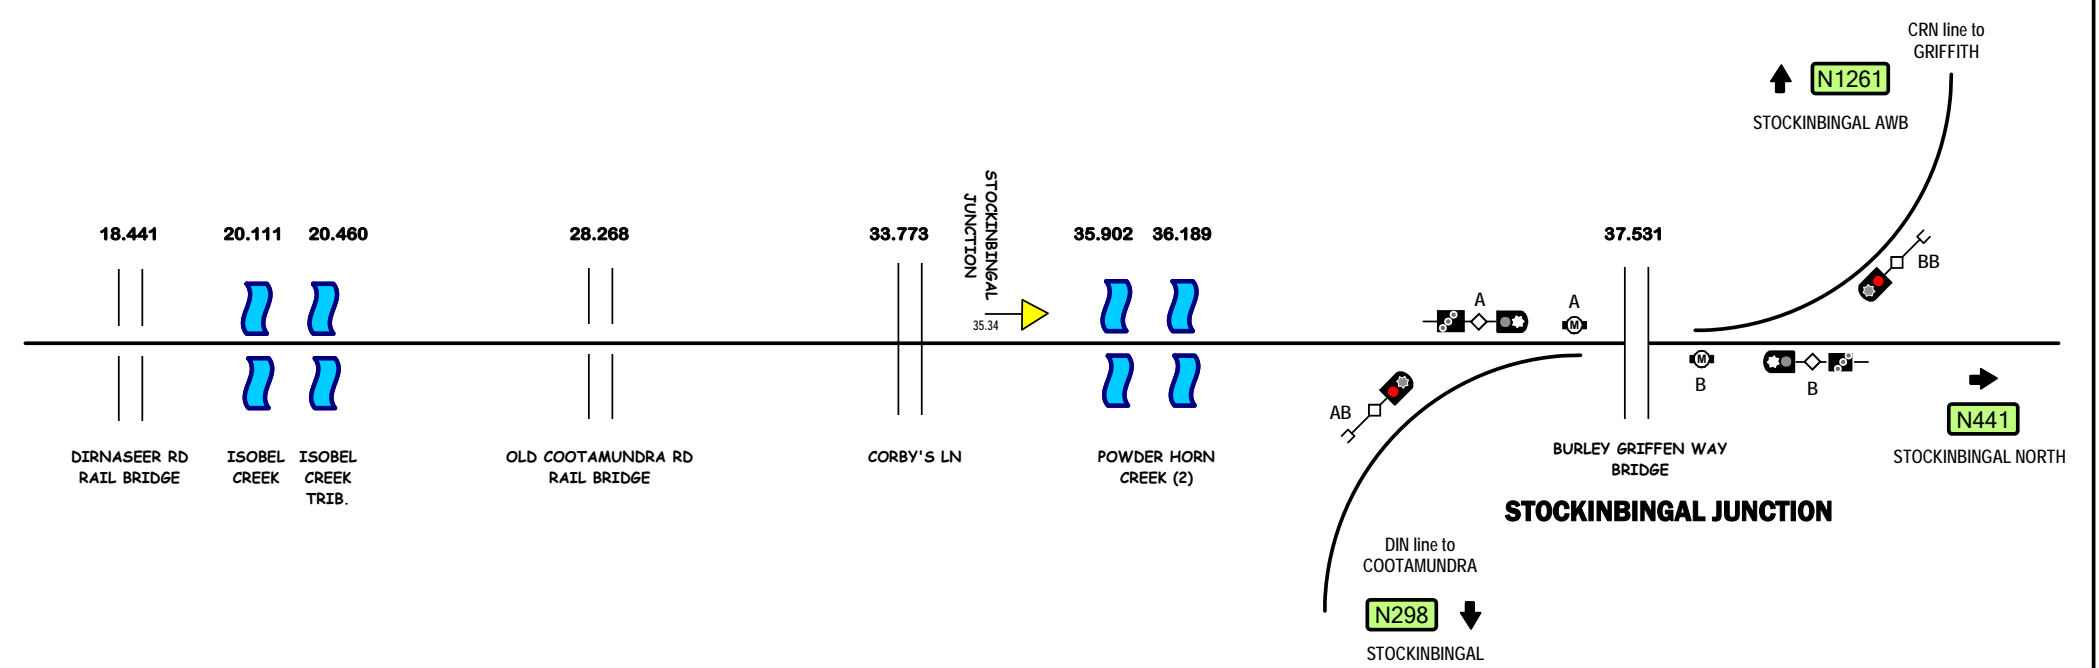 CRN line to
GRIFFITH
N1261
STOCKINBINGAL AWB
STOCKINBINGAL
JUNCTION
35.34
18.441
20.111
20.460
28.268
33.773
35.902
36.189
37.531
BB
A
A
M
M
B
B
AB
N441
STOCKINBINGAL NORTH
DIRNASEER RD
RAIL BRIDGE
ISOBEL
CREEK
ISOBEL
CREEK
TRIB.
OLD COOTAMUNDRA RD
RAIL BRIDGE
CORBY'S LN
POWDER HORN
CREEK (2)
BURLEY GRIFFEN WAY
BRIDGE
STOCKINBINGAL JUNCTION
DIN line to
COOTAMUNDRA
N298
STOCKINBINGAL